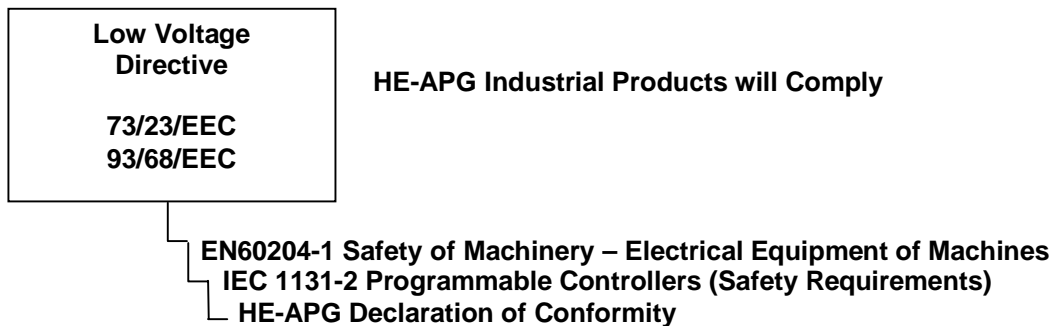 Low Voltage
Directive
HE-APG Industrial Products will Comply
73/23/EEC
93/68/EEC
EN60204-1 Safety of Machinery – Electrical Equipment of Machines
IEC 1131-2 Programmable Controllers (Safety Requirements)
HE-APG Declaration of Conformity